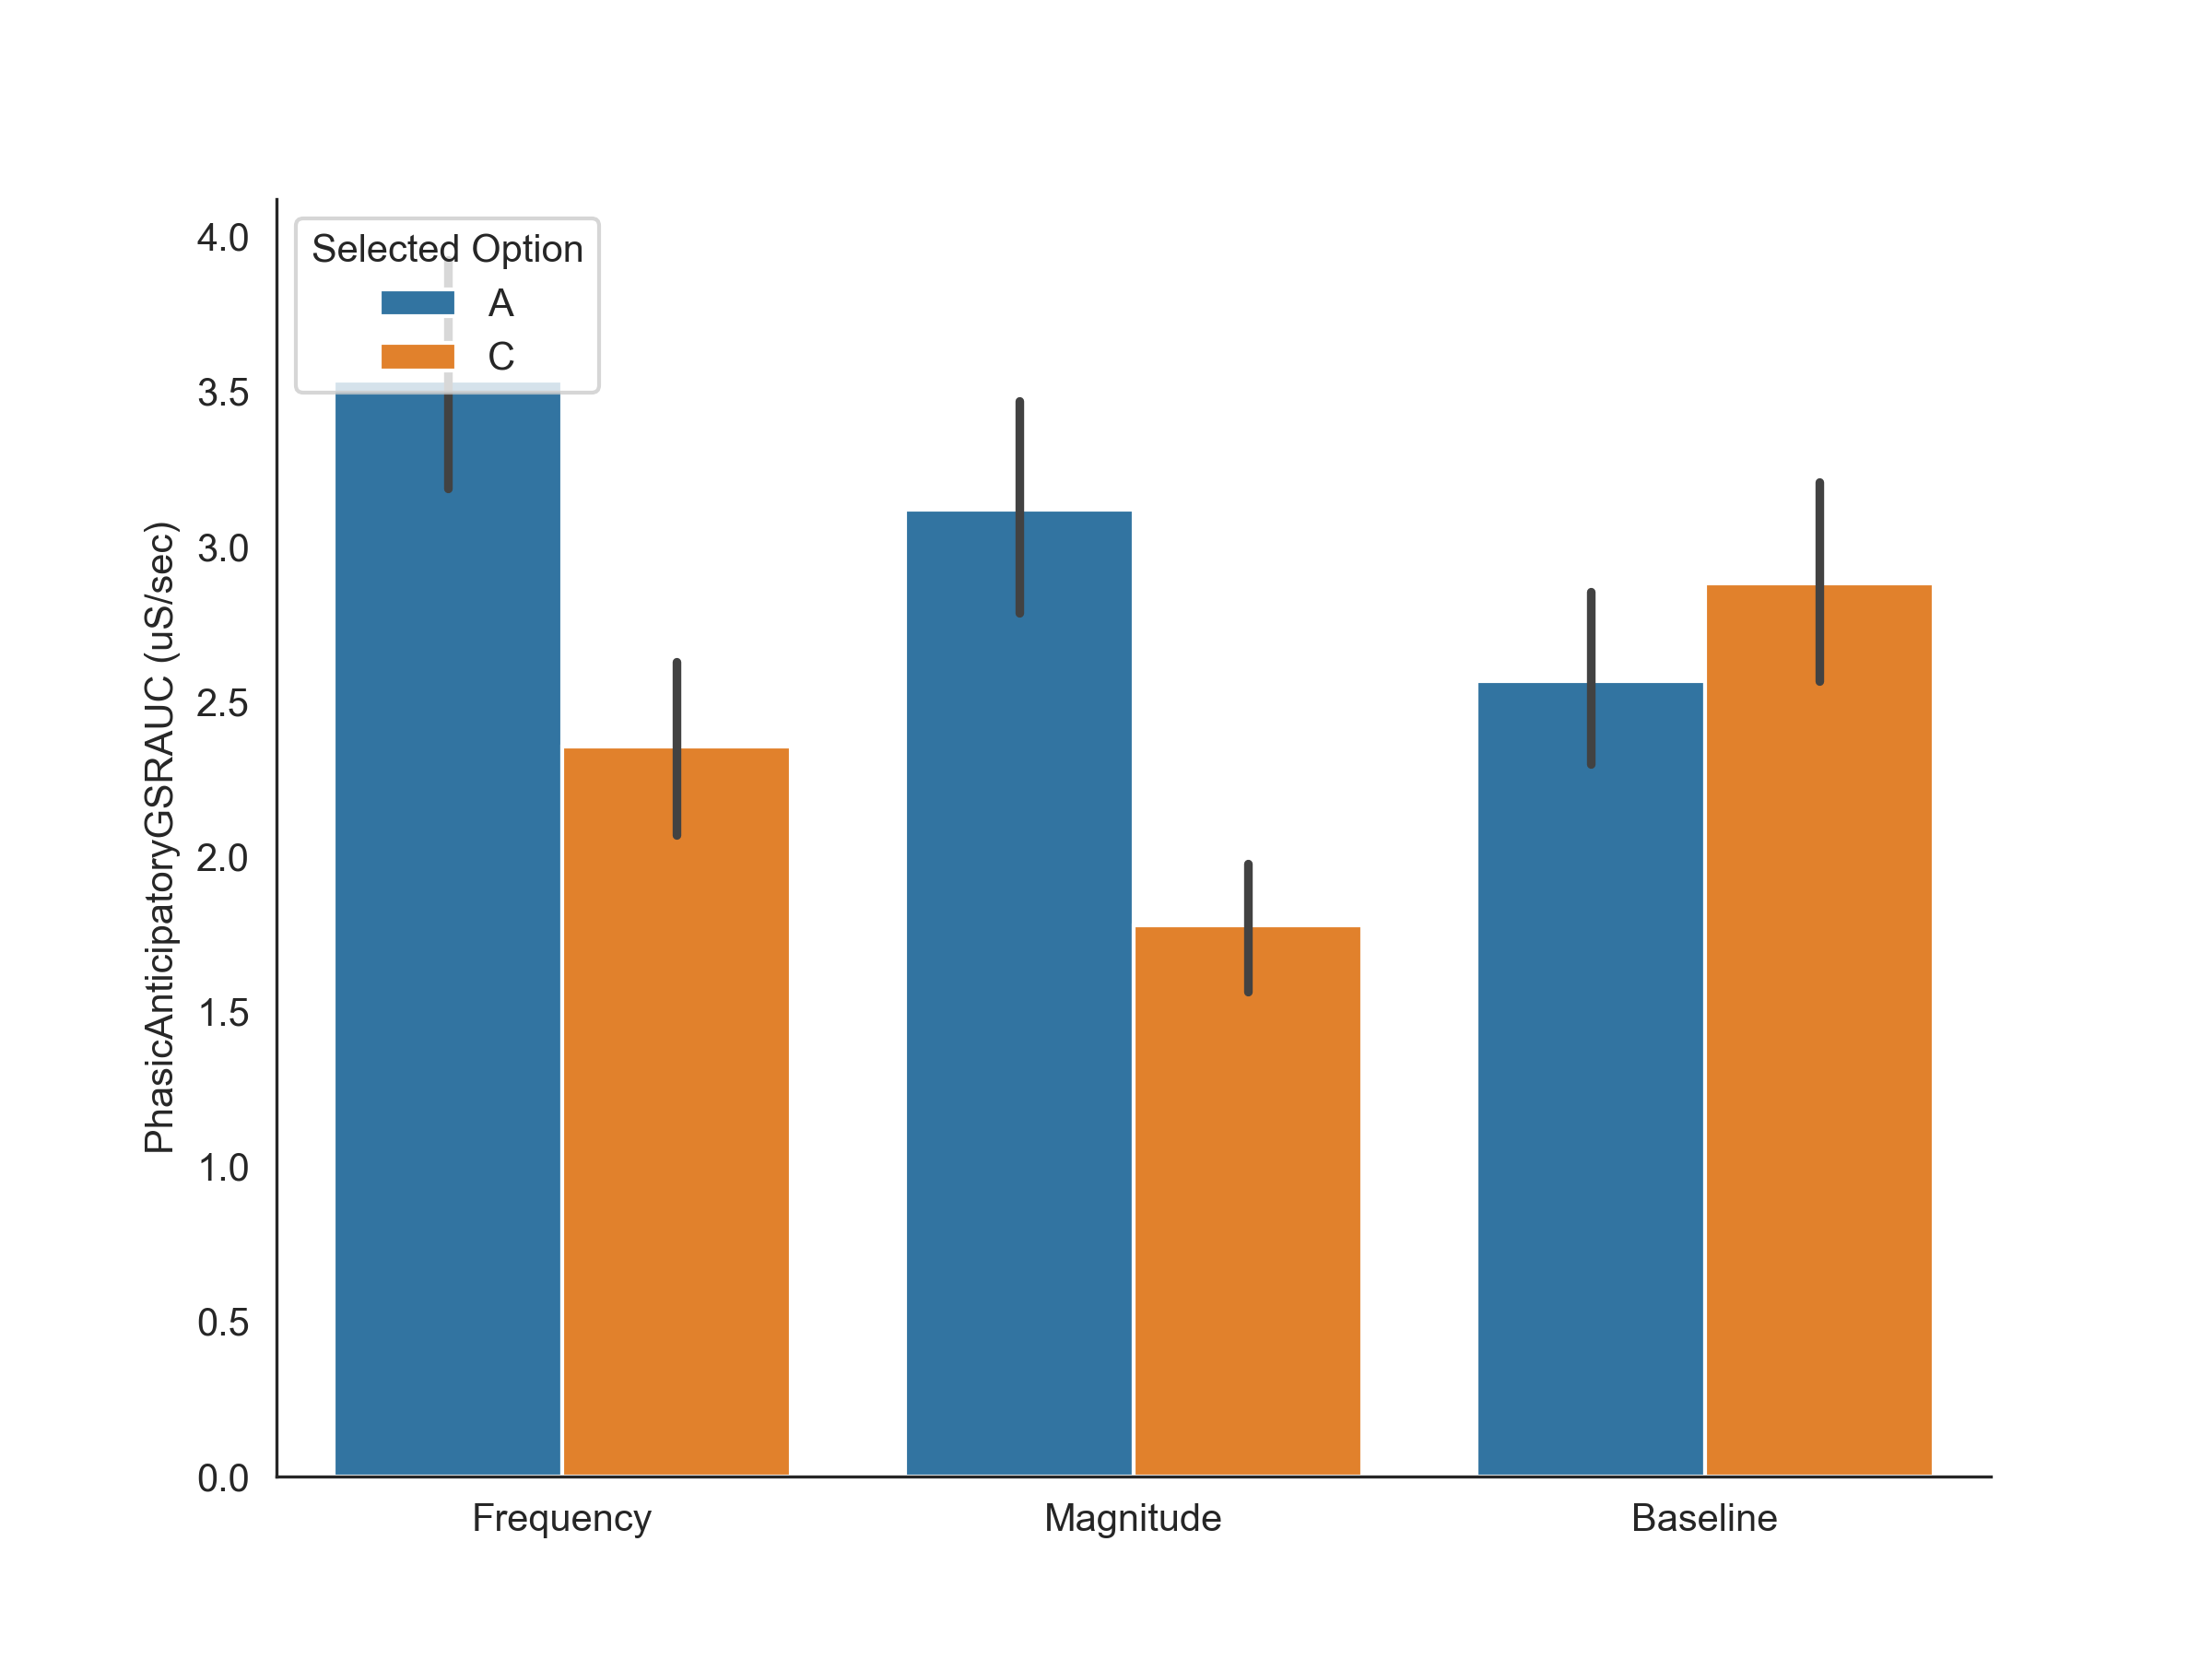 Selected Option
A
C
4.0
3.5
3.0
2.5
2.0
1.5
1.0
0.5
0.0
PhasicAnticipatoryGSRAUC (uS/sec)
Frequency
Magnitude
Baseline